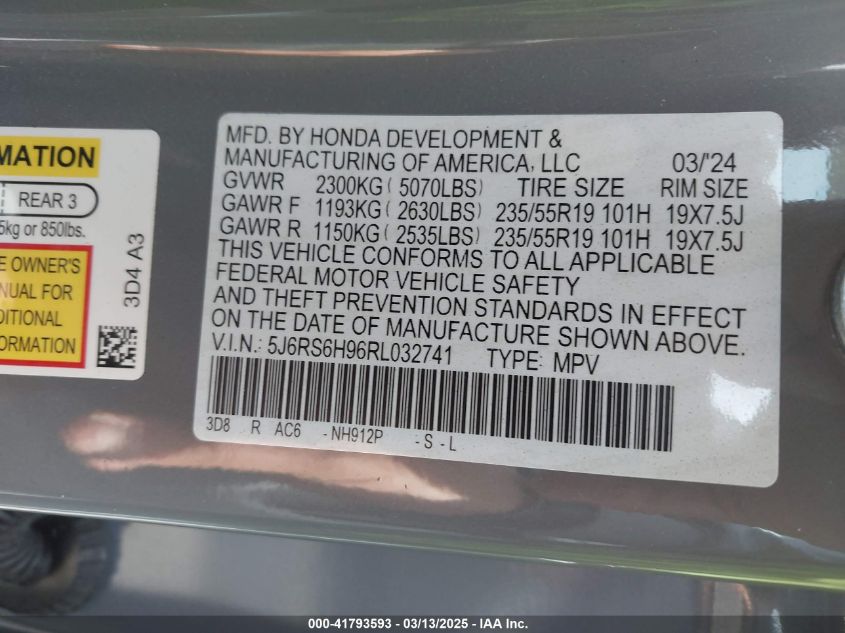 MATION
REAR 3
5kg or 850lbs.
E OWNER'S
NUAL FOR
DITIONAL
ORMATION
3D4 A3
MFD. BY HONDA DEVELOPMENT &
MANUFACTURING OF AMERICA, LLC 03/'24
GVWR 2300KG (5070LBS) TIRE SIZE RIM SIZE
GAWR F 1193KG (2630LBS) 235/55R19 101H 19X7.5J
GAWR R 1150KG (2535LBS) 235/55R19 101H 19X7.5J
THIS VEHICLE CONFORMS TO ALL APPLICABLE
FEDERAL MOTOR VEHICLE SAFETY
AND THEFT PREVENTION STANDARDS IN EFFECT
ON THE DATE OF MANUFACTURE SHOWN ABOVE.
V.I.N.: 5J6RS6H96RL032741 TYPE: MPV
3D8 R AC6 -NH912P -S-L
000-41793593 — 03/13/2025 — IAA Inc.